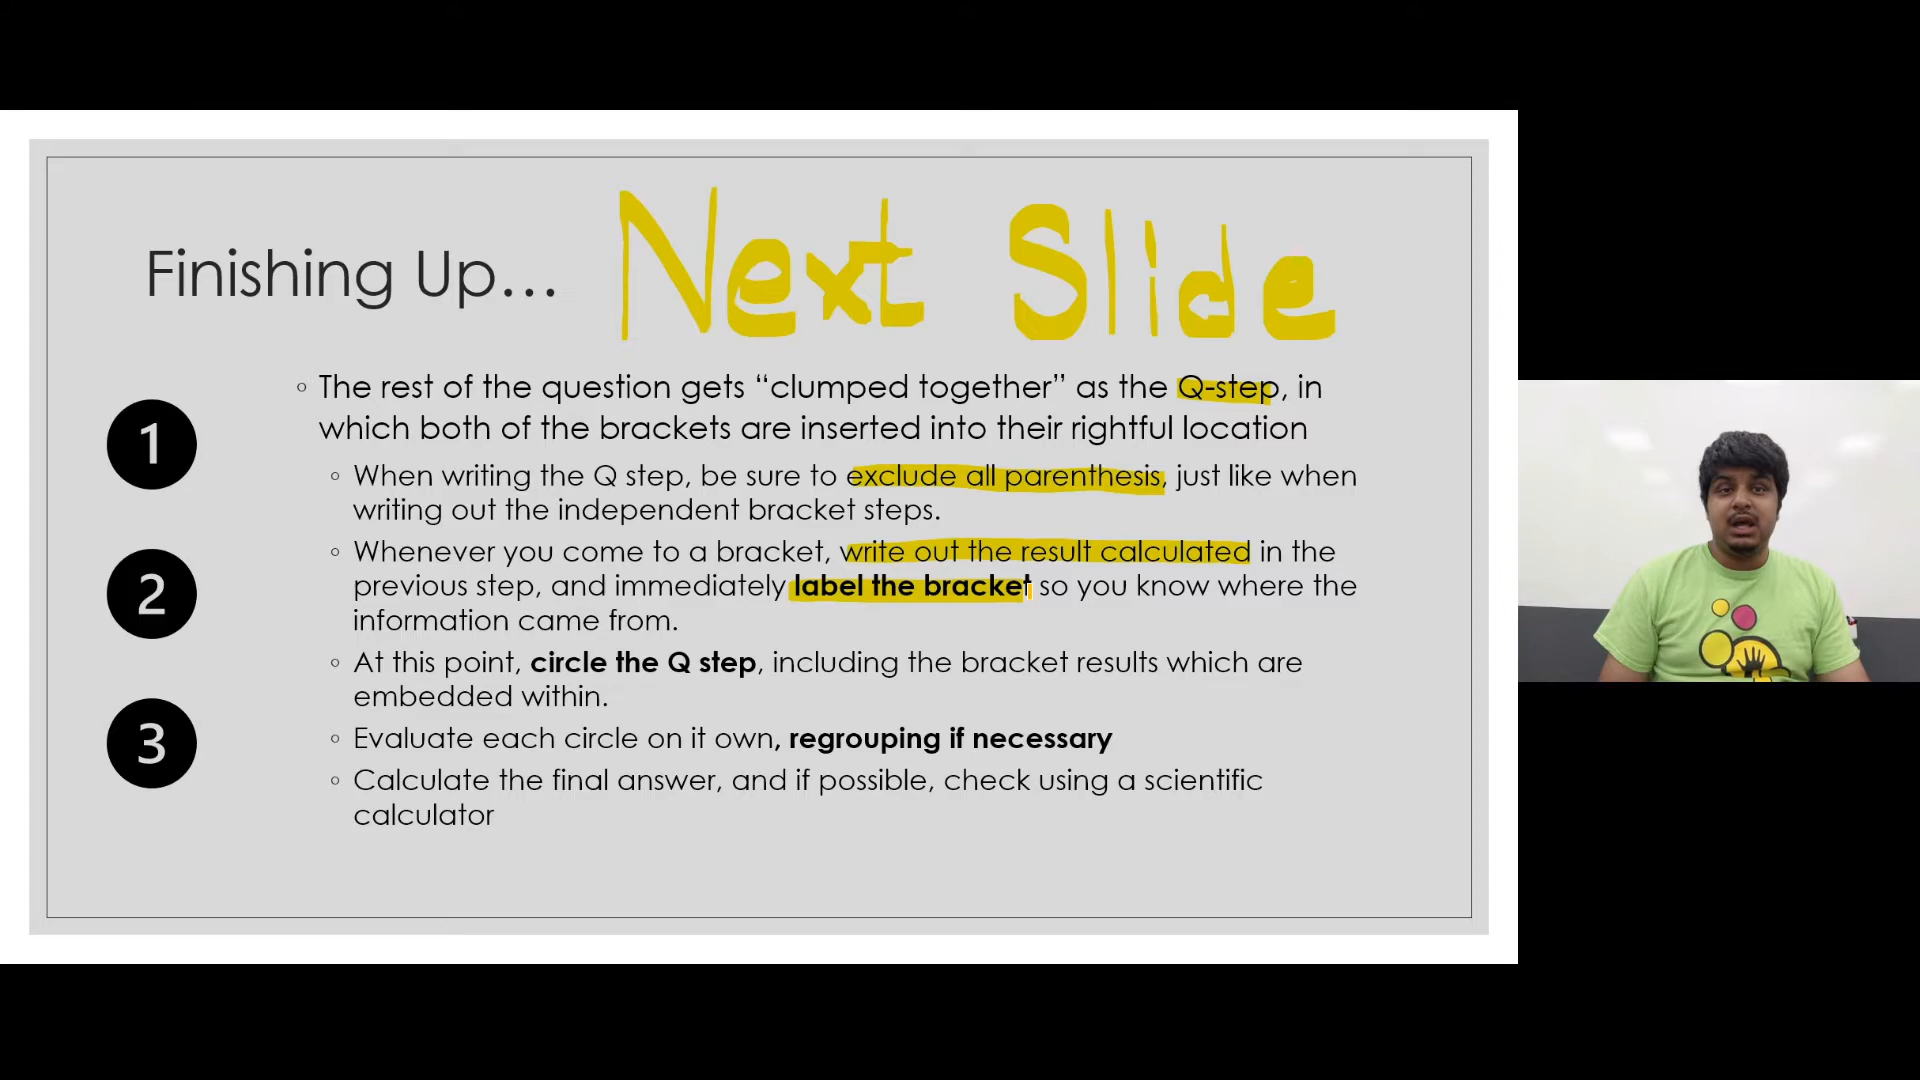 Finishing Up...
Next Slide
1
2
3
◦ The rest of the question gets “clumped together” as the Q-step, in
which both of the brackets are inserted into their rightful location
◦ When writing the Q step, be sure to exclude all parenthesis, just like when
writing out the independent bracket steps.
◦ Whenever you come to a bracket, write out the result calculated in the
previous step, and immediately label the bracket so you know where the
information came from.
◦ At this point, circle the Q step, including the bracket results which are
embedded within.
◦ Evaluate each circle on it own, regrouping if necessary
◦ Calculate the final answer, and if possible, check using a scientific
calculator